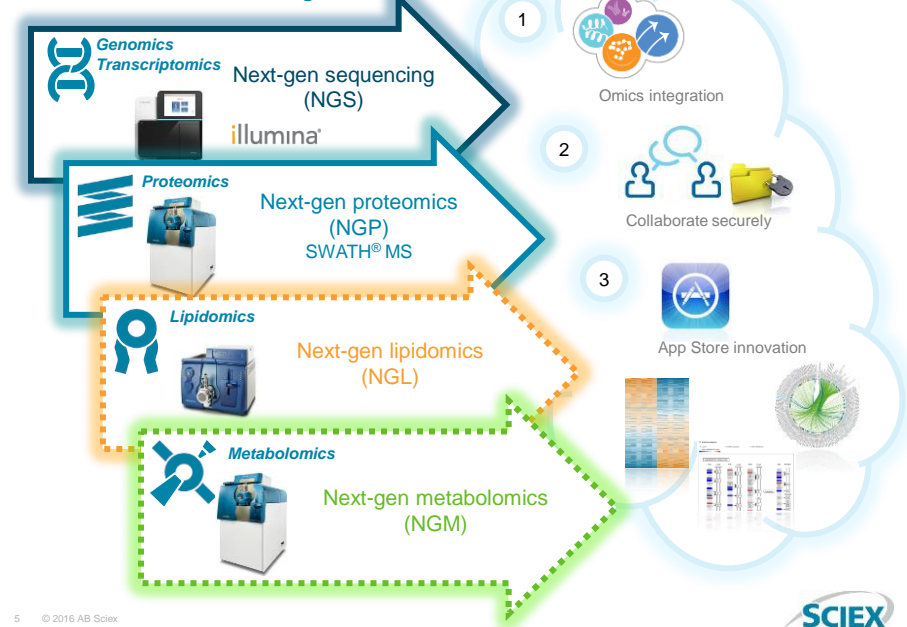 Genomics
Transcriptomics
Next-gen sequencing
(NGS)
illumına®
Proteomics
Next-gen proteomics
(NGP)
SWATH® MS
Lipidomics
Next-gen lipidomics
(NGL)
Metabolomics
Next-gen metabolomics
(NGM)
1
Omics integration
2
Collaborate securely
3
App Store innovation
5 © 2016 AB Sciex
SCIEX